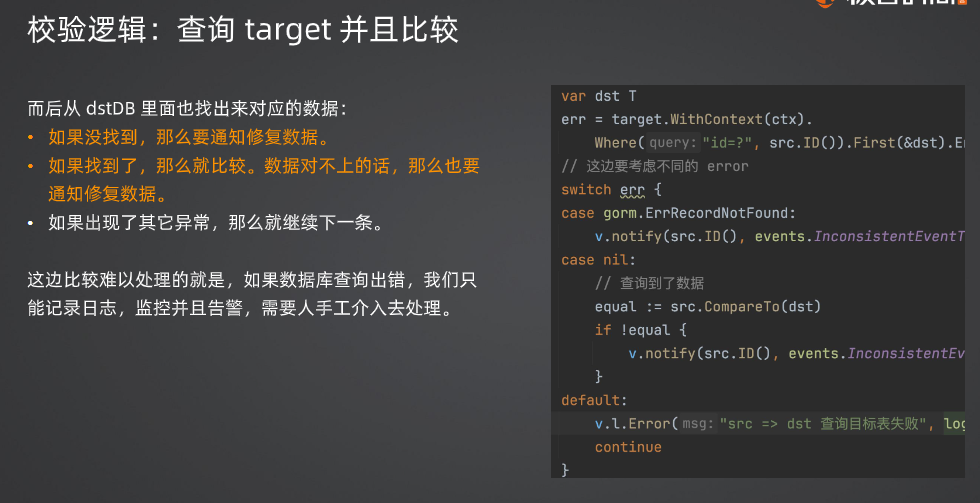 校验逻辑：查询 target 并且比较
而后从 dstDB 里面也找出来对应的数据：
• 如果没找到，那么要通知修复数据。
• 如果找到了，那么就比较。数据对不上的话，那么也要
通知修复数据。
• 如果出现了其它异常，那么就继续下一条。
这边比较难以处理的就是，如果数据库查询出错，我们只
能记录日志，监控并且告警，需要人手工介入去处理。
var dst T
err = target.WithContext(ctx).
Where( query: "id=?", src.ID()).First(&dst).Er
// 这边要考虑不同的 error
switch err {
case gorm.ErrRecordNotFound:
v.notify(src.ID(), events.InconsistentEventT
case nil:
// 查询到了数据
equal := src.CompareTo(dst)
if !equal {
v.notify(src.ID(), events.InconsistentEv
}
default:
v.l.Error( msg: "src => dst 查询目标表失败", log
continue
}